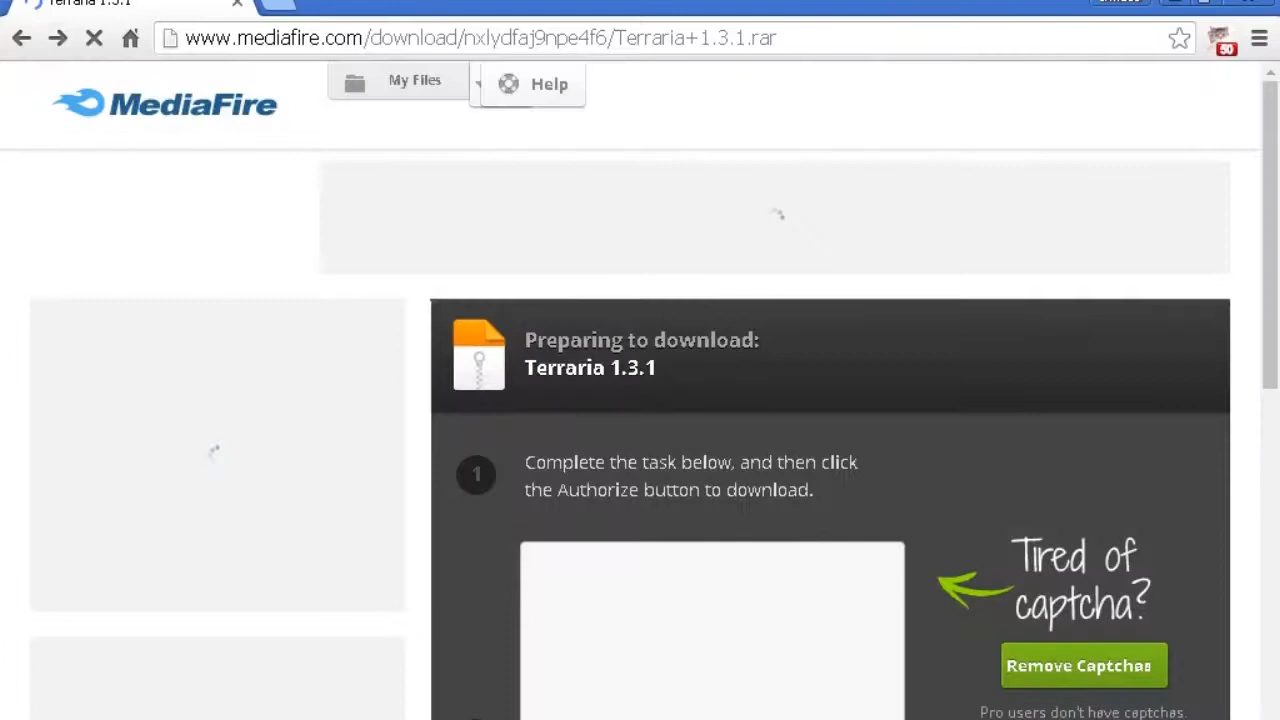 Terraria 1.3.1
www.mediafire.com/download/nxlydfaj9npe4f6/Terraria+1.3.1.rar
50
MediaFire
My Files
Help
Preparing to download:
Terraria 1.3.1
1
Complete the task below, and then click
the Authorize button to download.
Tired of
captcha?
Remove Captchas
Pro users don't have captchas.